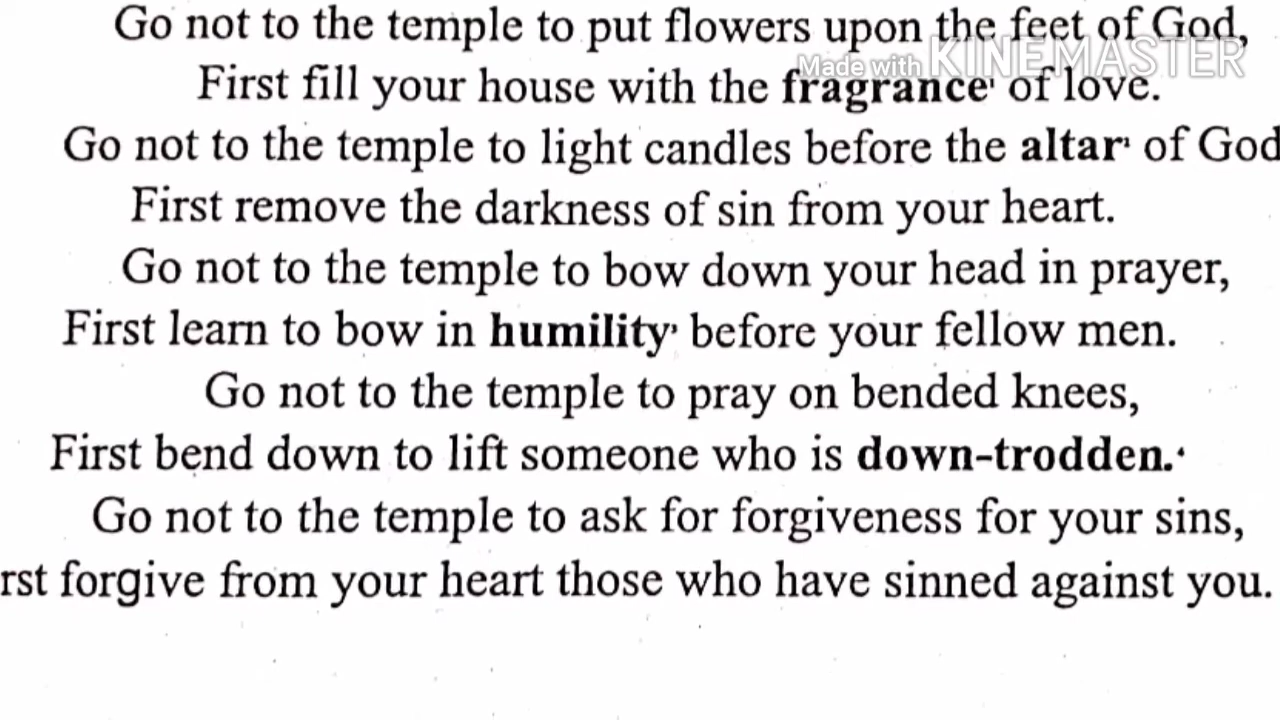 Go not to the temple to put flowers upon the feet of God,
Made with KINEMASTER
First fill your house with the fragrance' of love.
Go not to the temple to light candles before the altar' of God
First remove the darkness of sin from your heart.
Go not to the temple to bow down your head in prayer,
First learn to bow in humility' before your fellow men.
Go not to the temple to pray on bended knees,
First bend down to lift someone who is down-trodden.'
Go not to the temple to ask for forgiveness for your sins,
rst forgive from your heart those who have sinned against you.